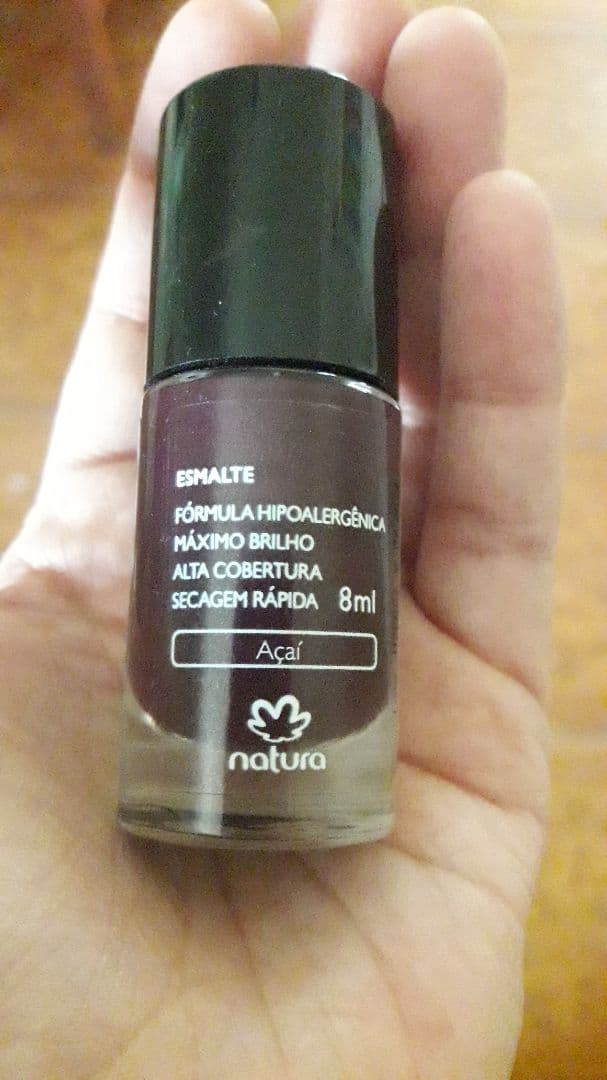 ESMALTE
FÓRMULA HIPOALERGÊNICA
MÁXIMO BRILHO
ALTA COBERTURA
SECAGEM RÁPIDA 8ml
Açaí
natura